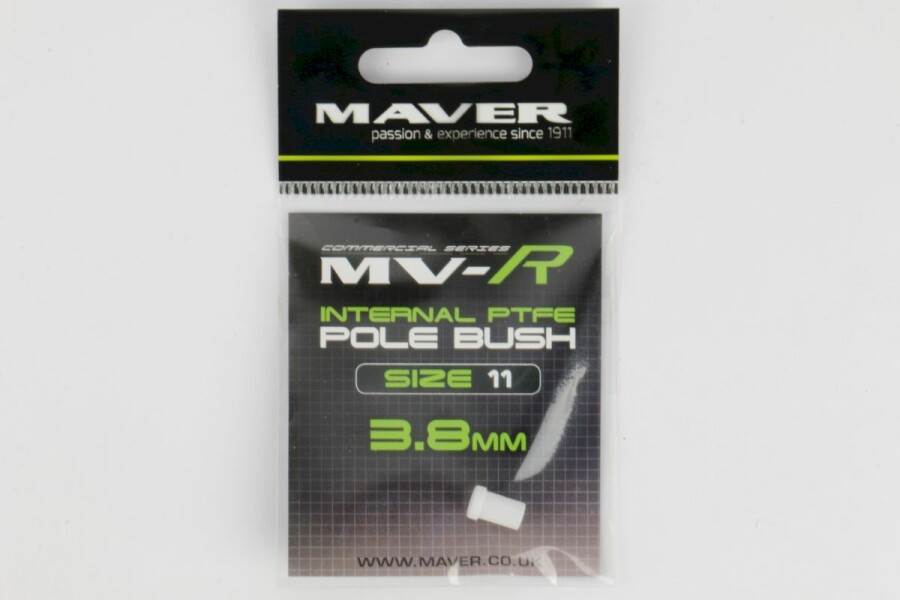 MAVER
passion & experience since 1911
COMMERCIAL SERIES
MV-R
INTERNAL PTFE
POLE BUSH
SIZE 11
3.8MM
WWW.MAVER.CO.UK